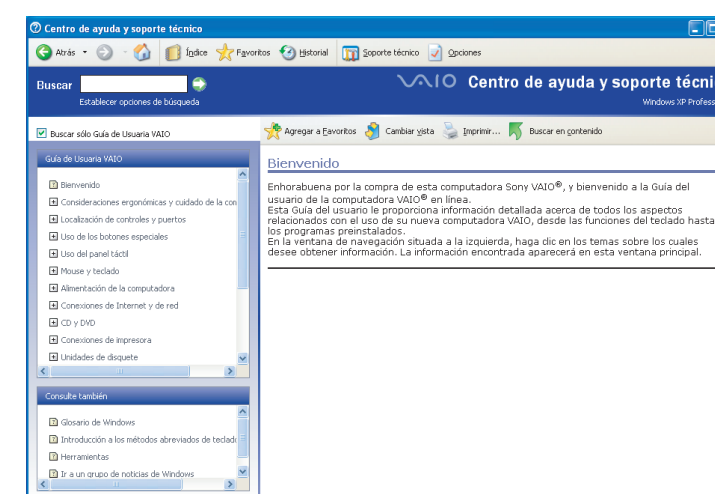 Centro de ayuda y soporte técnico
Atrás Índice Favoritos Historial Soporte técnico Opciones
Buscar
Establecer opciones de búsqueda
VAIO Centro de ayuda y soporte técni
Windows XP Profess
Buscar sólo Guía de Usuaria VAIO
Agregar a Favoritos Cambiar vista Imprimir... Buscar en contenido
Guía de Usuaria VAIO
Bienvenido
Consideraciones ergonómicas y cuidado de la con
Localización de controles y puertos
Uso de los botones especiales
Uso del panel táctil
Mouse y teclado
Alimentación de la computadora
Conexiones de Internet y de red
CD y DVD
Conexiones de impresora
Unidades de disquete
Consulte también
Glosario de Windows
Introducción a los métodos abreviados de teclado
Herramientas
Ir a un grupo de noticias de Windows
Bienvenido
Enhorabuena por la compra de esta computadora Sony VAIO®, y bienvenido a la Guía del
usuario de la computadora VAIO® en línea.
Esta Guía del usuario le proporciona información detallada acerca de todos los aspectos
relacionados con el uso de su nueva computadora VAIO, desde las funciones del teclado hasta
los programas preinstalados.
En la ventana de navegación situada a la izquierda, haga clic en los temas sobre los cuales
desee obtener información. La información encontrada aparecerá en esta ventana principal.